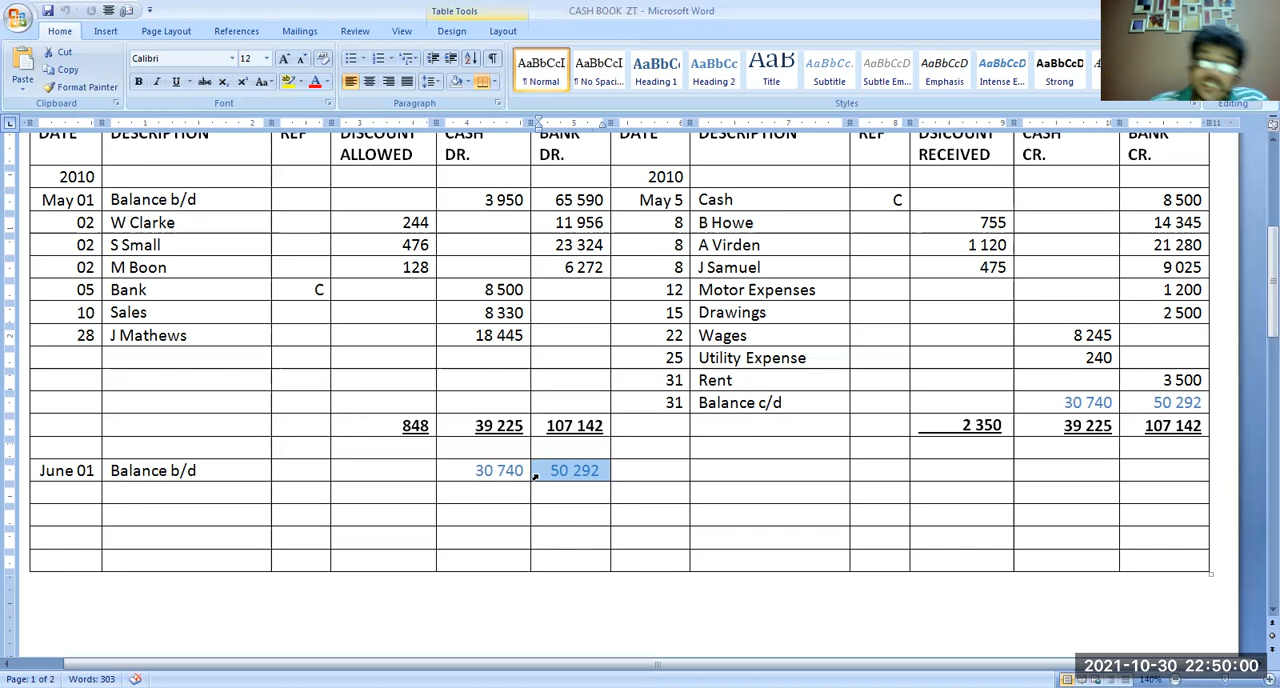 Table Tools
CASH BOOK ZT - Microsoft Word
Home Insert Page Layout References Mailings Review View Design Layout
Cut
Copy
Format Painter
Paste
Clipboard
Calibri 12
Font
Paragraph
AaBbCcI AaBbCcI AaBbC AaBbCc AaB AaBbCc. AaBbCcD AaBbCcD AaBbCcD AaBbCcD
¶ Normal ¶ No Spaci... Heading 1 Heading 2 Title Subtitle Subtle Em... Emphasis Intense E... Strong
Styles
Editing
DATE DESCRIPTION REF DISCOUNT CASH BANK DATE DESCRIPTION REF DSICOUNT CASH BANK
ALLOWED DR. DR. RECEIVED CR. CR.
2010 2010
May 01 Balance b/d 3 950 65 590 May 5 Cash C 8 500
02 W Clarke 244 11 956 8 B Howe 755 14 345
02 S Small 476 23 324 8 A Virden 1 120 21 280
02 M Boon 128 6 272 8 J Samuel 475 9 025
05 Bank C 8 500 12 Motor Expenses 1 200
10 Sales 8 330 15 Drawings 2 500
28 J Mathews 18 445 22 Wages 8 245
25 Utility Expense 240
31 Rent 3 500
31 Balance c/d 30 740 50 292
848 39 225 107 142 2 350 39 225 107 142
June 01 Balance b/d 30 740 50 292
2021-10-30 22:50:00
Page: 1 of 2 Words: 303 140%